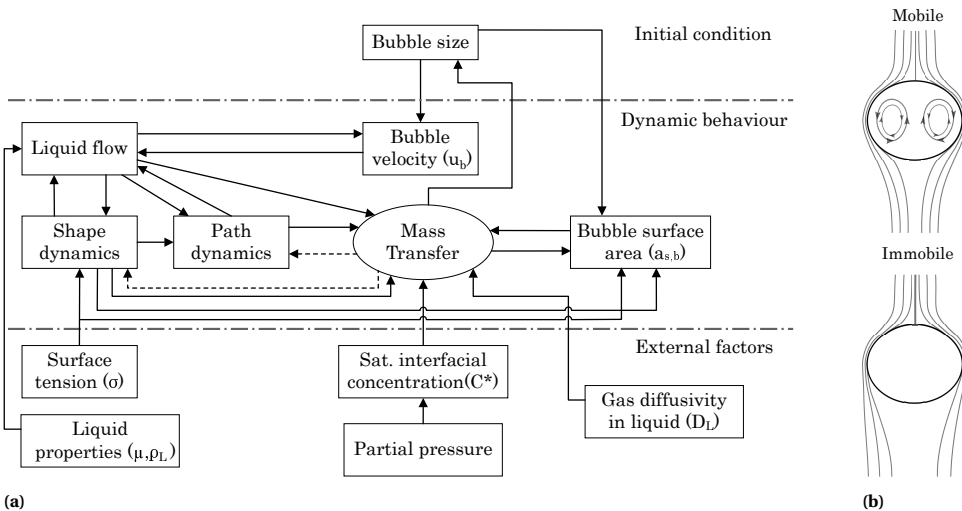 Bubble size
Initial condition
Dynamic behaviour
Liquid flow
Bubble
velocity (u_b)
Shape
dynamics
Path
dynamics
Mass
Transfer
Bubble surface
area (a_s,b)
External factors
Surface
tension (σ)
Sat. interfacial
concentration(C*)
Gas diffusivity
in liquid (D_L)
Liquid
properties (μ,ρ_L)
Partial pressure
(a)
Mobile
Immobile
(b)